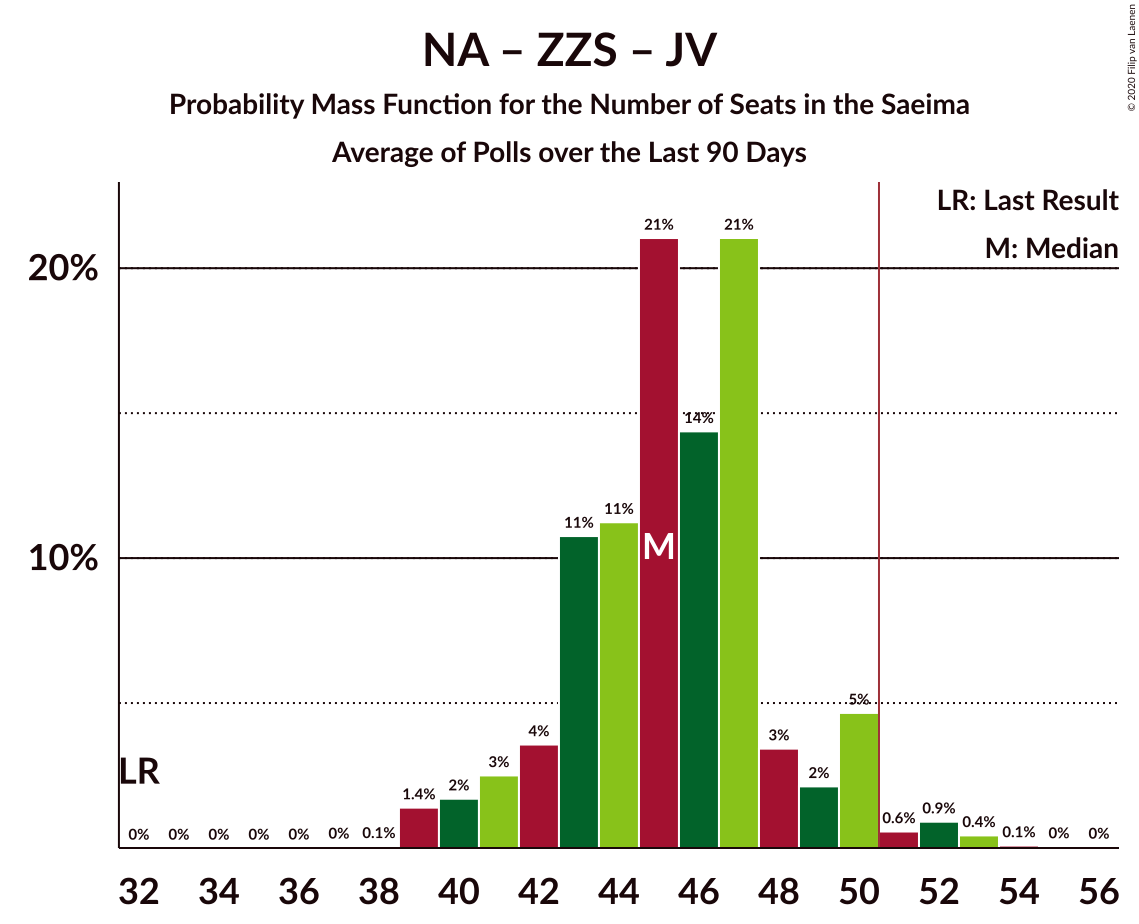 NA – ZZS – JV
Probability Mass Function for the Number of Seats in the Saeima
Average of Polls over the Last 90 Days
© 2020 Filip van Laenen
LR: Last Result
M: Median
20%
10%
LR
M
0% 0% 0% 0% 0% 0% 0.1% 1.4% 2% 3% 4% 11% 11% 21% 14% 21% 3% 2% 5% 0.6% 0.9% 0.4% 0.1% 0% 0%
32 34 36 38 40 42 44 46 48 50 52 54 56